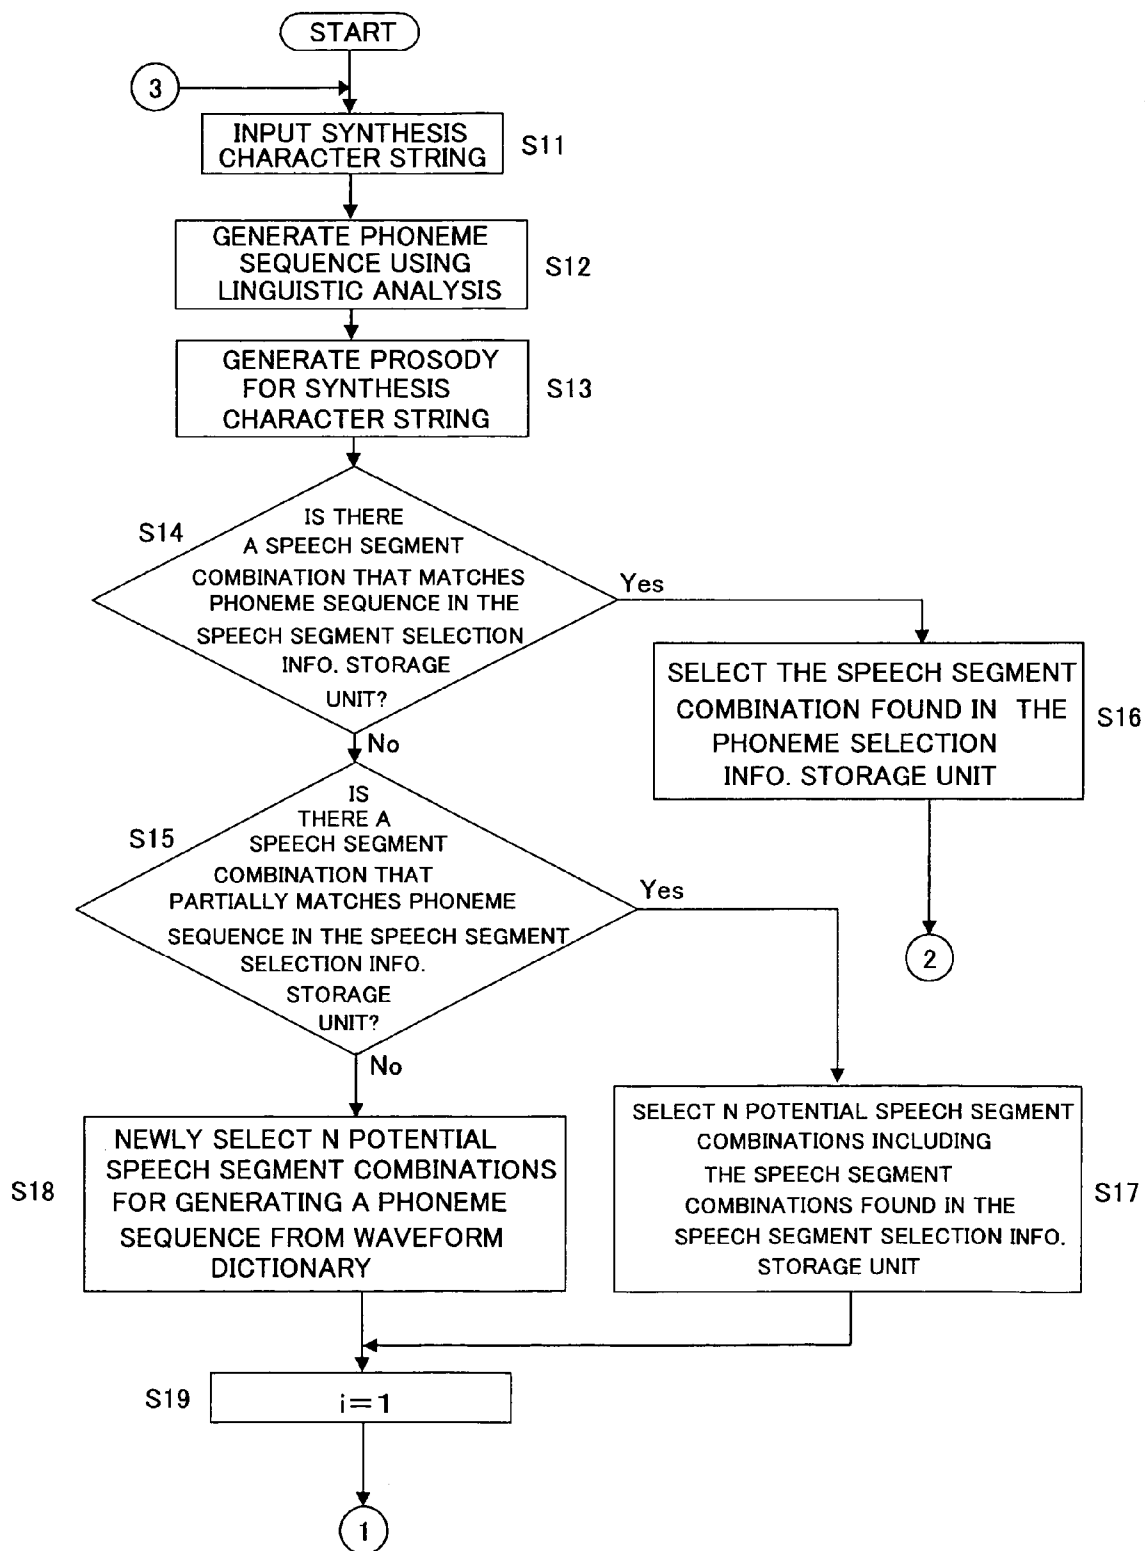 START
3
INPUT SYNTHESIS
CHARACTER STRING
S11
GENERATE PHONEME
SEQUENCE USING
LINGUISTIC ANALYSIS
S12
GENERATE PROSODY
FOR SYNTHESIS
CHARACTER STRING
S13
S14
IS THERE
A SPEECH SEGMENT
COMBINATION THAT MATCHES
PHONEME SEQUENCE IN THE
SPEECH SEGMENT SELECTION
INFO. STORAGE
UNIT?
Yes
No
SELECT THE SPEECH SEGMENT
COMBINATION FOUND IN THE
PHONEME SELECTION
INFO. STORAGE UNIT
S16
2
S15
IS
THERE A
SPEECH SEGMENT
COMBINATION THAT
PARTIALLY MATCHES PHONEME
SEQUENCE IN THE SPEECH SEGMENT
SELECTION INFO.
STORAGE
UNIT?
Yes
No
SELECT N POTENTIAL SPEECH SEGMENT
COMBINATIONS INCLUDING
THE SPEECH SEGMENT
COMBINATIONS FOUND IN THE
SPEECH SEGMENT SELECTION INFO.
STORAGE UNIT
S17
S18
NEWLY SELECT N POTENTIAL
SPEECH SEGMENT COMBINATIONS
FOR GENERATING A PHONEME
SEQUENCE FROM WAVEFORM
DICTIONARY
S19
i=1
1